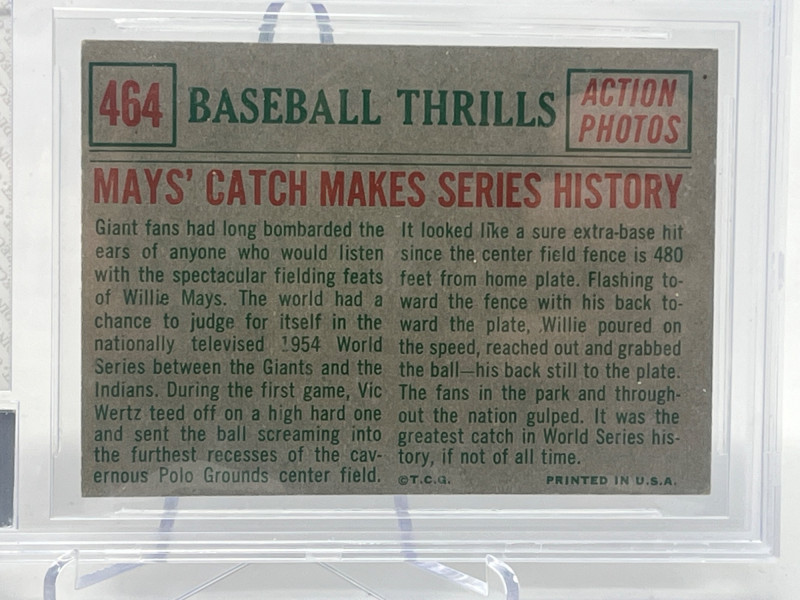 464
BASEBALL THRILLS
ACTION
PHOTOS
MAYS' CATCH MAKES SERIES HISTORY
Giant fans had long bombarded the
ears of anyone who would listen
with the spectacular fielding feats
of Willie Mays. The world had a
chance to judge for itself in the
nationally televised 1954 World
Series between the Giants and the
Indians. During the first game, Vic
Wertz teed off on a high hard one
and sent the ball screaming into
the furthest recesses of the cav-
ernous Polo Grounds center field.
It looked like a sure extra-base hit
since the center field fence is 480
feet from home plate. Flashing to-
ward the fence with his back to-
ward the plate, Willie poured on
the speed, reached out and grabbed
the ball—his back still to the plate.
The fans in the park and through-
out the nation gulped. It was the
greatest catch in World Series his-
tory, if not of all time.
©T.C.G.
PRINTED IN U.S.A.